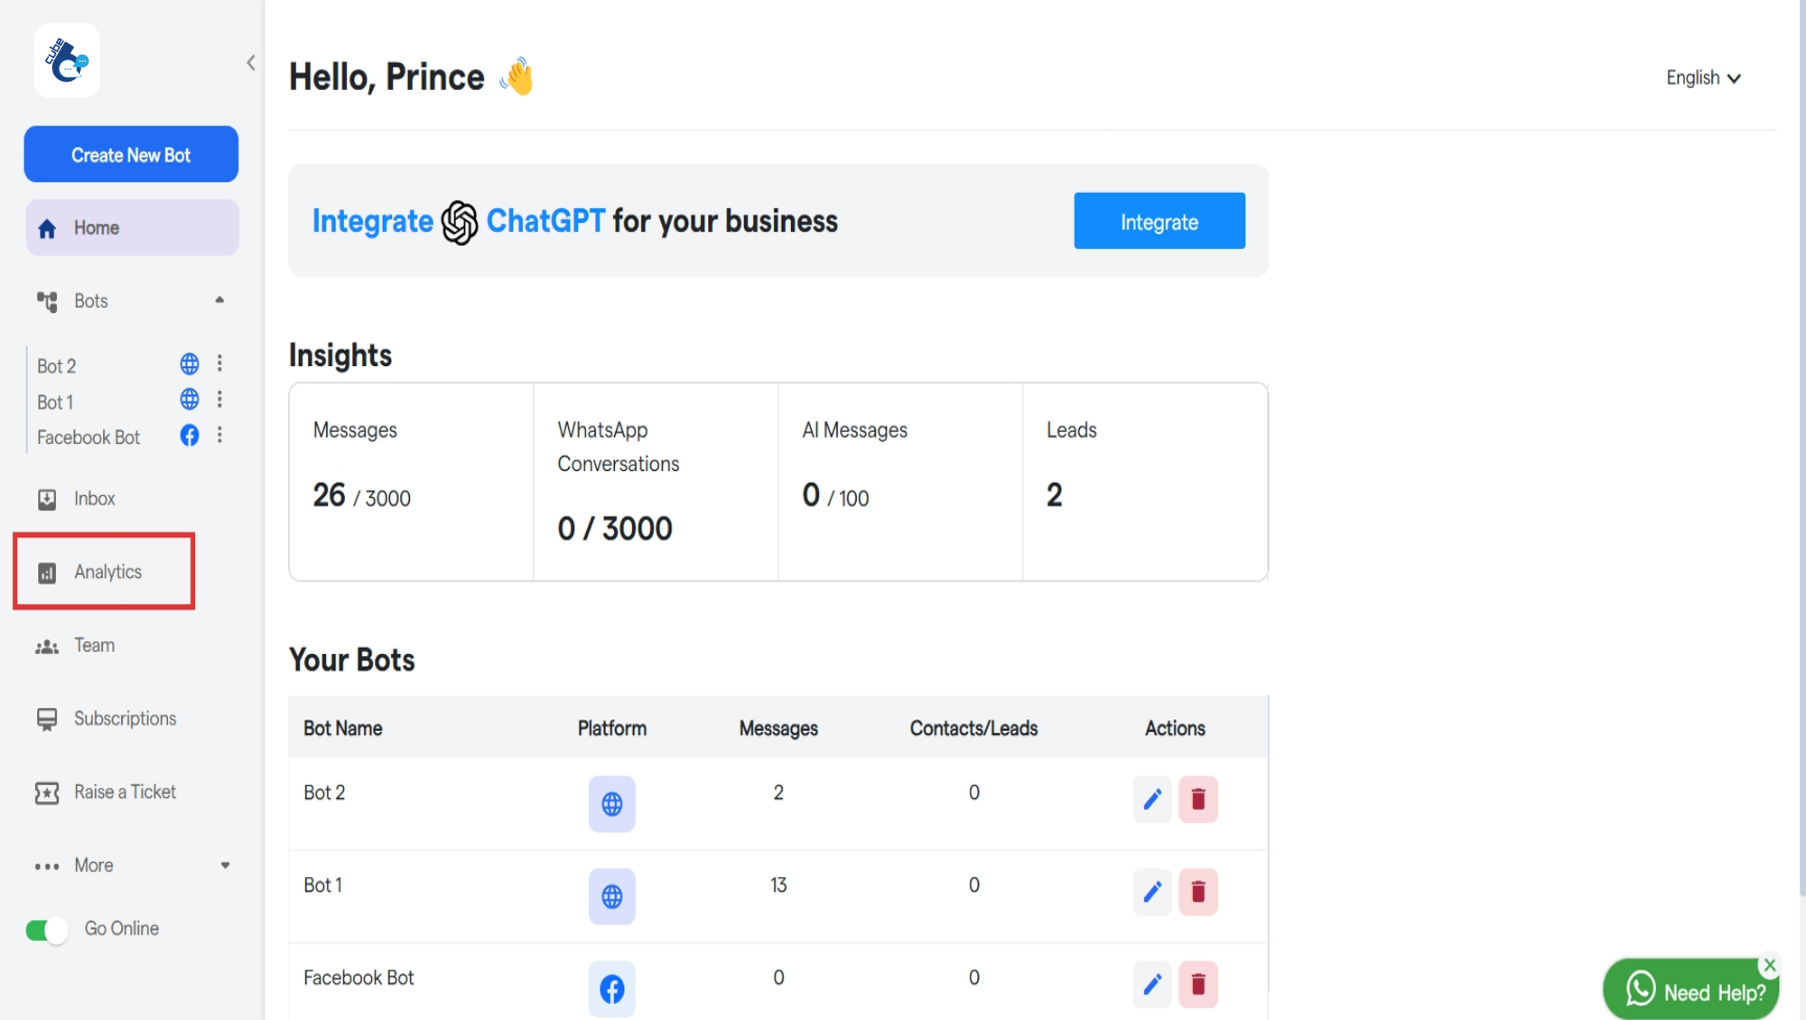 cube
Hello, Prince 👋
English
Create New Bot
Home
Bots
Bot 2
Bot 1
Facebook Bot
Inbox
Analytics
Team
Subscriptions
Raise a Ticket
More
Go Online
Integrate ChatGPT for your business
Integrate
Insights
Messages
26 / 3000
WhatsApp
Conversations
0 / 3000
AI Messages
0 / 100
Leads
2
Your Bots
Bot Name Platform Messages Contacts/Leads Actions
Bot 2 2 0
Bot 1 13 0
Facebook Bot 0 0
X
Need Help?